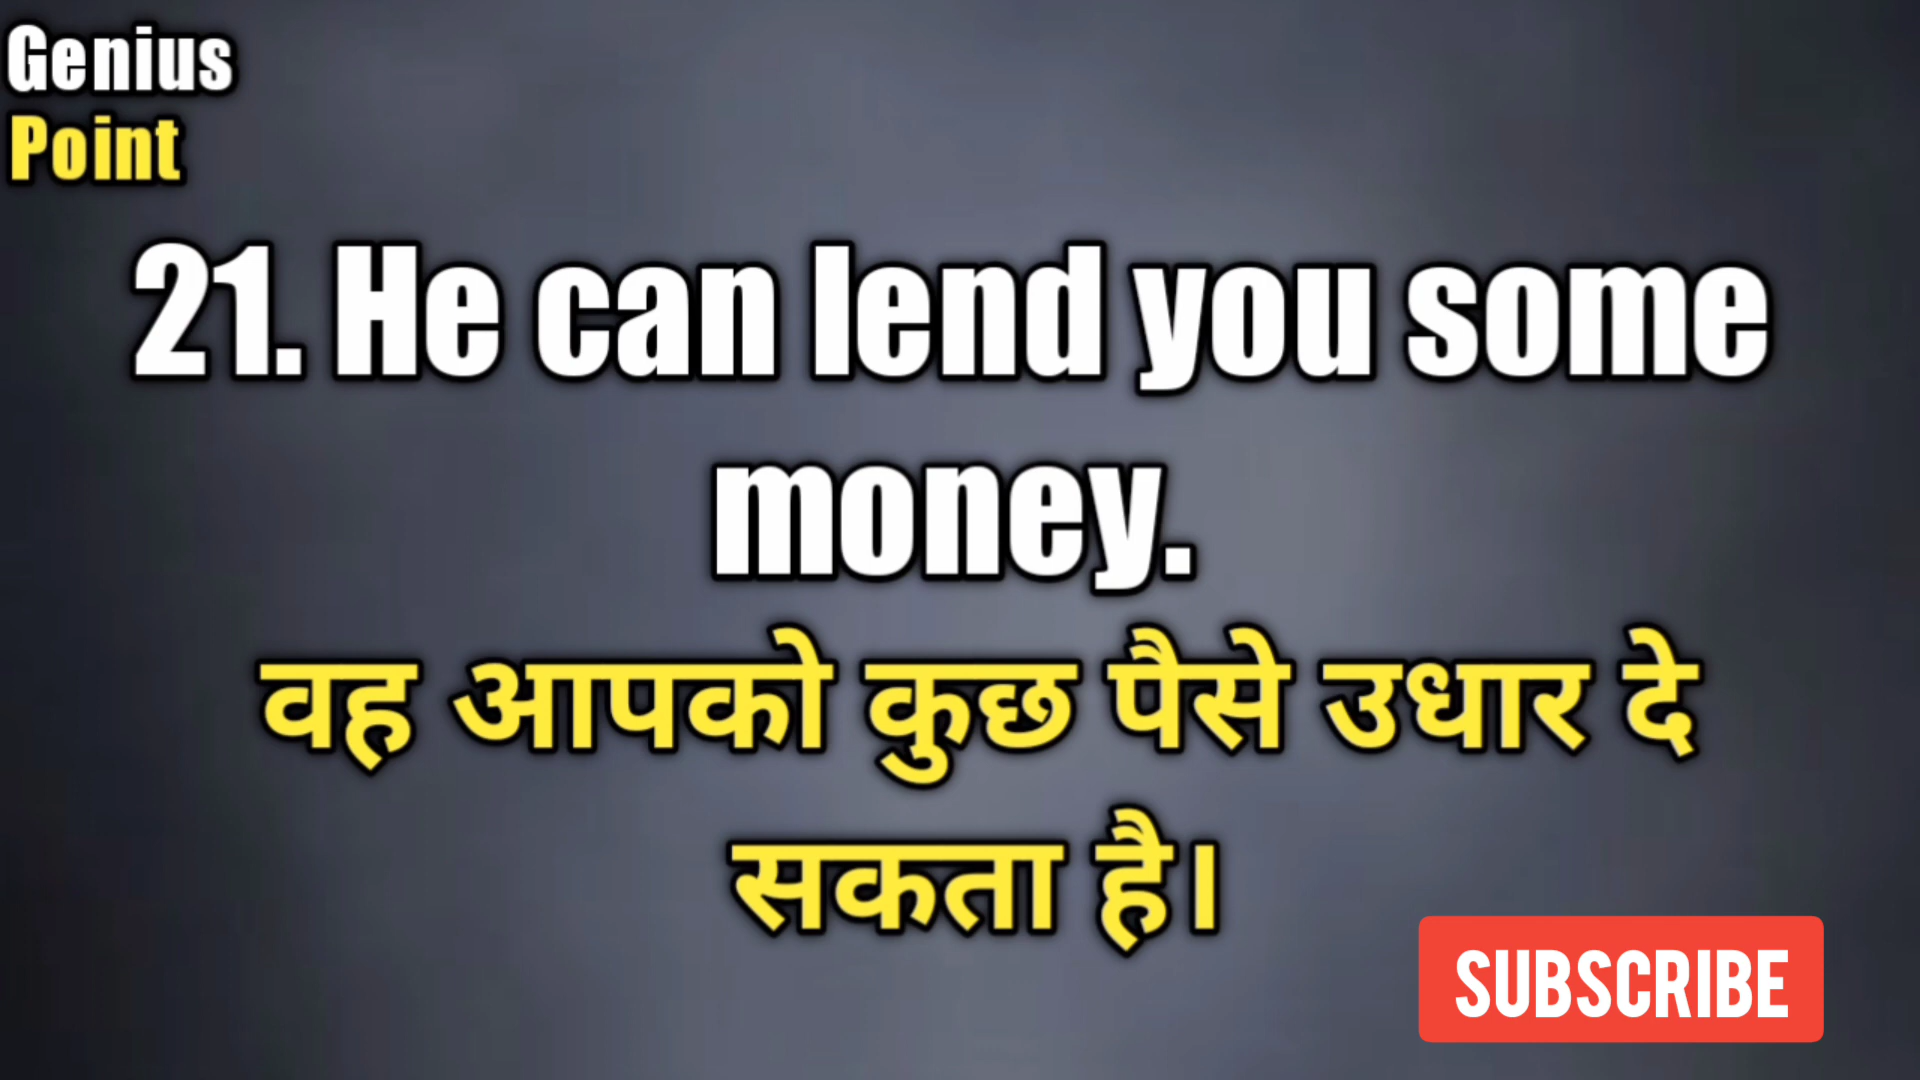 Genius
Point
21. He can lend you some
money.
वह आपको कुछ पैसे उधार दे
सकता है।
SUBSCRIBE